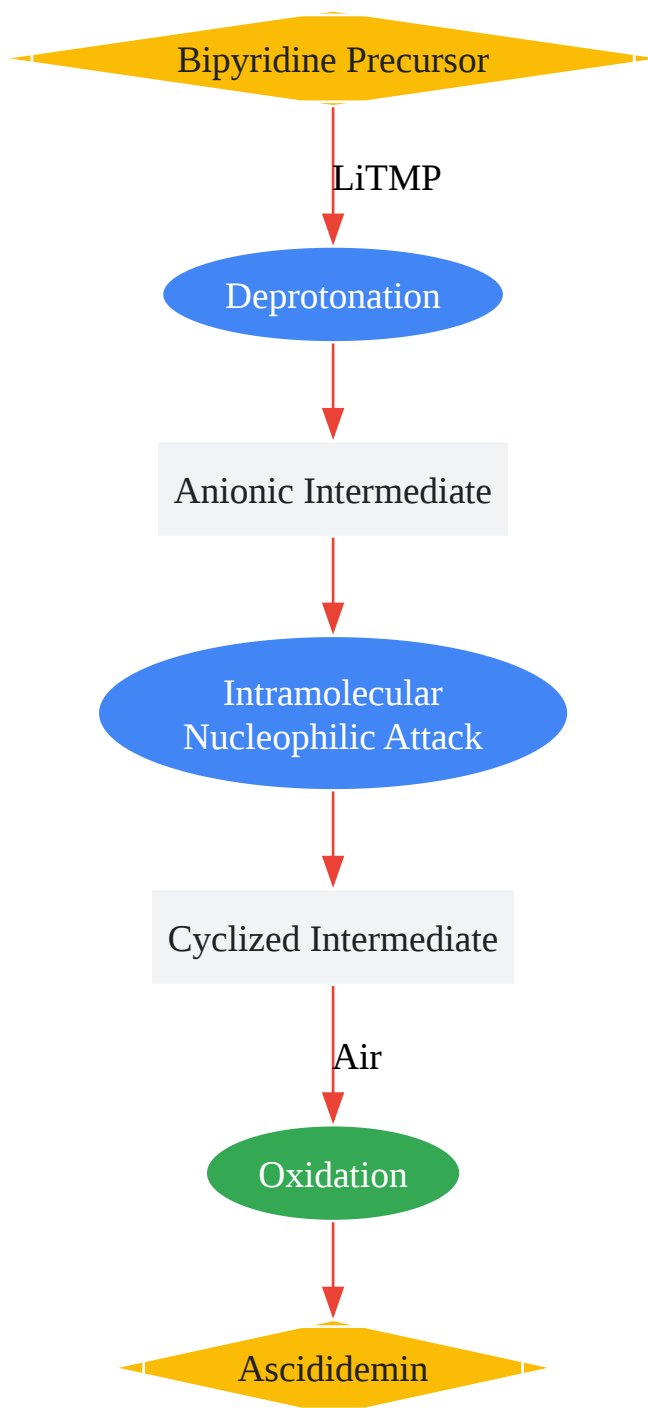 Bipyridine Precursor
LiTMP
Deprotonation
Anionic Intermediate
Intramolecular
Nucleophilic Attack
Cyclized Intermediate
Air
Oxidation
Ascididemin